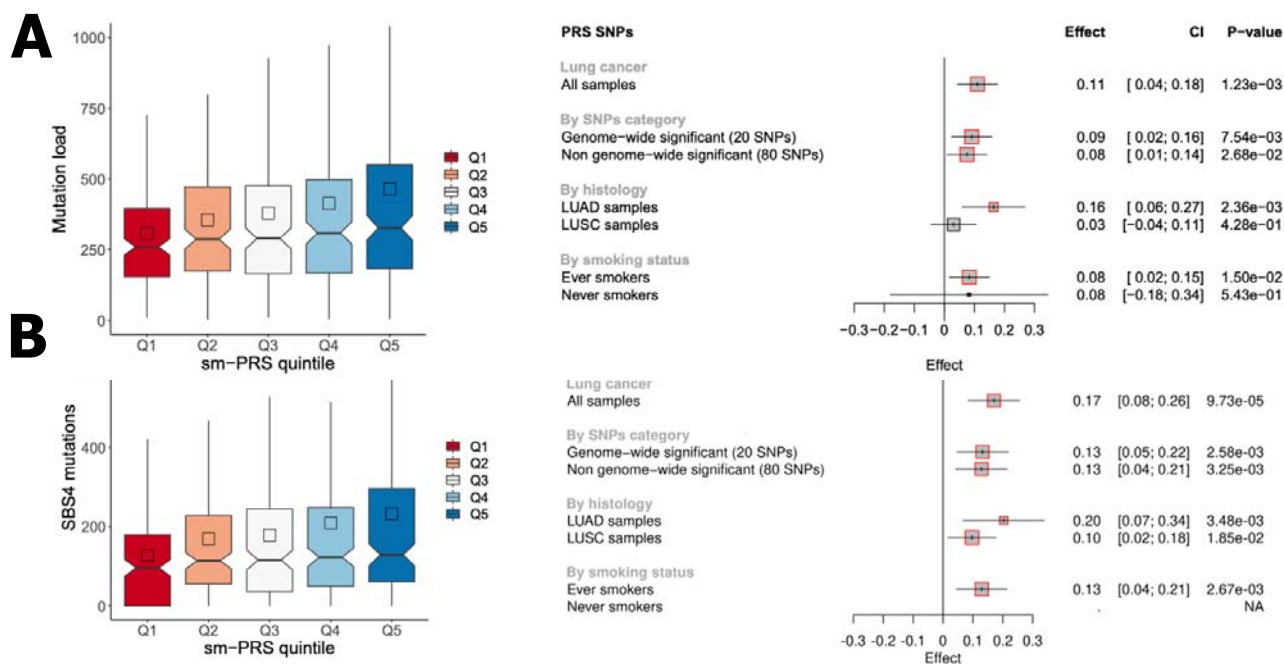 A
Mutation load
1000
750
500
250
0
Q1 Q2 Q3 Q4 Q5
sm-PRS quintile
Q1
Q2
Q3
Q4
Q5
PRS SNPs Effect CI P-value
Lung cancer
All samples 0.11 [ 0.04; 0.18] 1.23e-03
By SNPs category
Genome-wide significant (20 SNPs) 0.09 [ 0.02; 0.16] 7.54e-03
Non genome-wide significant (80 SNPs) 0.08 [ 0.01; 0.14] 2.68e-02
By histology
LUAD samples 0.16 [ 0.06; 0.27] 2.36e-03
LUSC samples 0.03 [-0.04; 0.11] 4.28e-01
By smoking status
Ever smokers 0.08 [ 0.02; 0.15] 1.50e-02
Never smokers 0.08 [-0.18; 0.34] 5.43e-01
-0.3-0.2-0.1 0 0.1 0.2 0.3
Effect
B
SBS4 mutations
400
200
0
Q1 Q2 Q3 Q4 Q5
sm-PRS quintile
Q1
Q2
Q3
Q4
Q5
Lung cancer
All samples 0.17 [0.08; 0.26] 9.73e-05
By SNPs category
Genome-wide significant (20 SNPs) 0.13 [0.05; 0.22] 2.58e-03
Non genome-wide significant (80 SNPs) 0.13 [0.04; 0.21] 3.25e-03
By histology
LUAD samples 0.20 [0.07; 0.34] 3.48e-03
LUSC samples 0.10 [0.02; 0.18] 1.85e-02
By smoking status
Ever smokers 0.13 [0.04; 0.21] 2.67e-03
Never smokers NA
-0.3 -0.2 -0.1 0 0.1 0.2 0.3
Effect